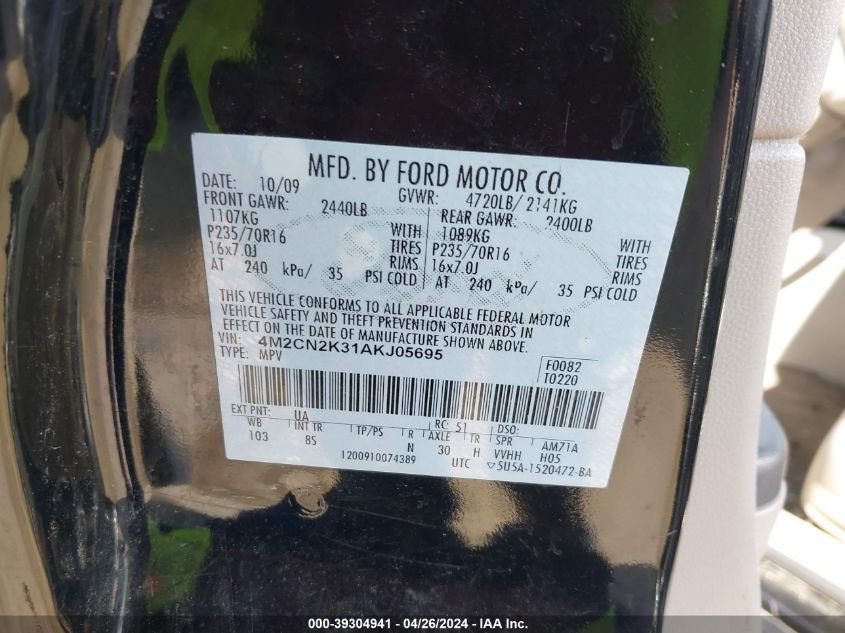 MFD. BY FORD MOTOR CO.
DATE: 10/09 GVWR: 4720LB/ 2141KG
FRONT GAWR: 2440LB REAR GAWR: 2400LB
1107KG WITH 1089KG WITH
P235/70R16 TIRES P235/70R16 TIRES
16x7.0J RIMS 16x7.0J RIMS
AT 240 kPa/ 35 PSI COLD AT 240 kPa/ 35 PSI COLD
THIS VEHICLE CONFORMS TO ALL APPLICABLE FEDERAL MOTOR
VEHICLE SAFETY AND THEFT PREVENTION STANDARDS IN
EFFECT ON THE DATE OF MANUFACTURE SHOWN ABOVE.
VIN: 4M2CN2K31AKJ05695
TYPE: MPV
F0082
T0220
EXT PNT: UA RC: 51 DSO:
WB INT TR TP/PS R AXLE TR SPR AM71A
103 8S N 30 H VVHH H05
1200910074389 UTC ▽5U5A-1520472-BA
000-39304941 - 04/26/2024 - IAA Inc.